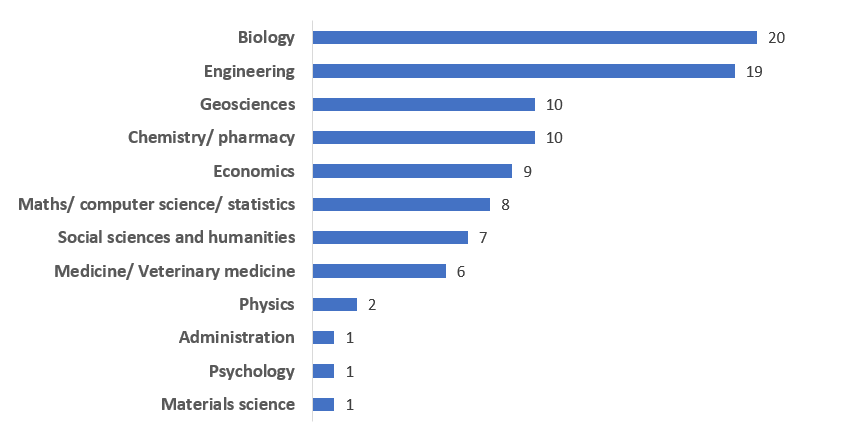 Biology 20
Engineering 19
Geosciences 10
Chemistry/ pharmacy 10
Economics 9
Maths/ computer science/ statistics 8
Social sciences and humanities 7
Medicine/ Veterinary medicine 6
Physics 2
Administration 1
Psychology 1
Materials science 1